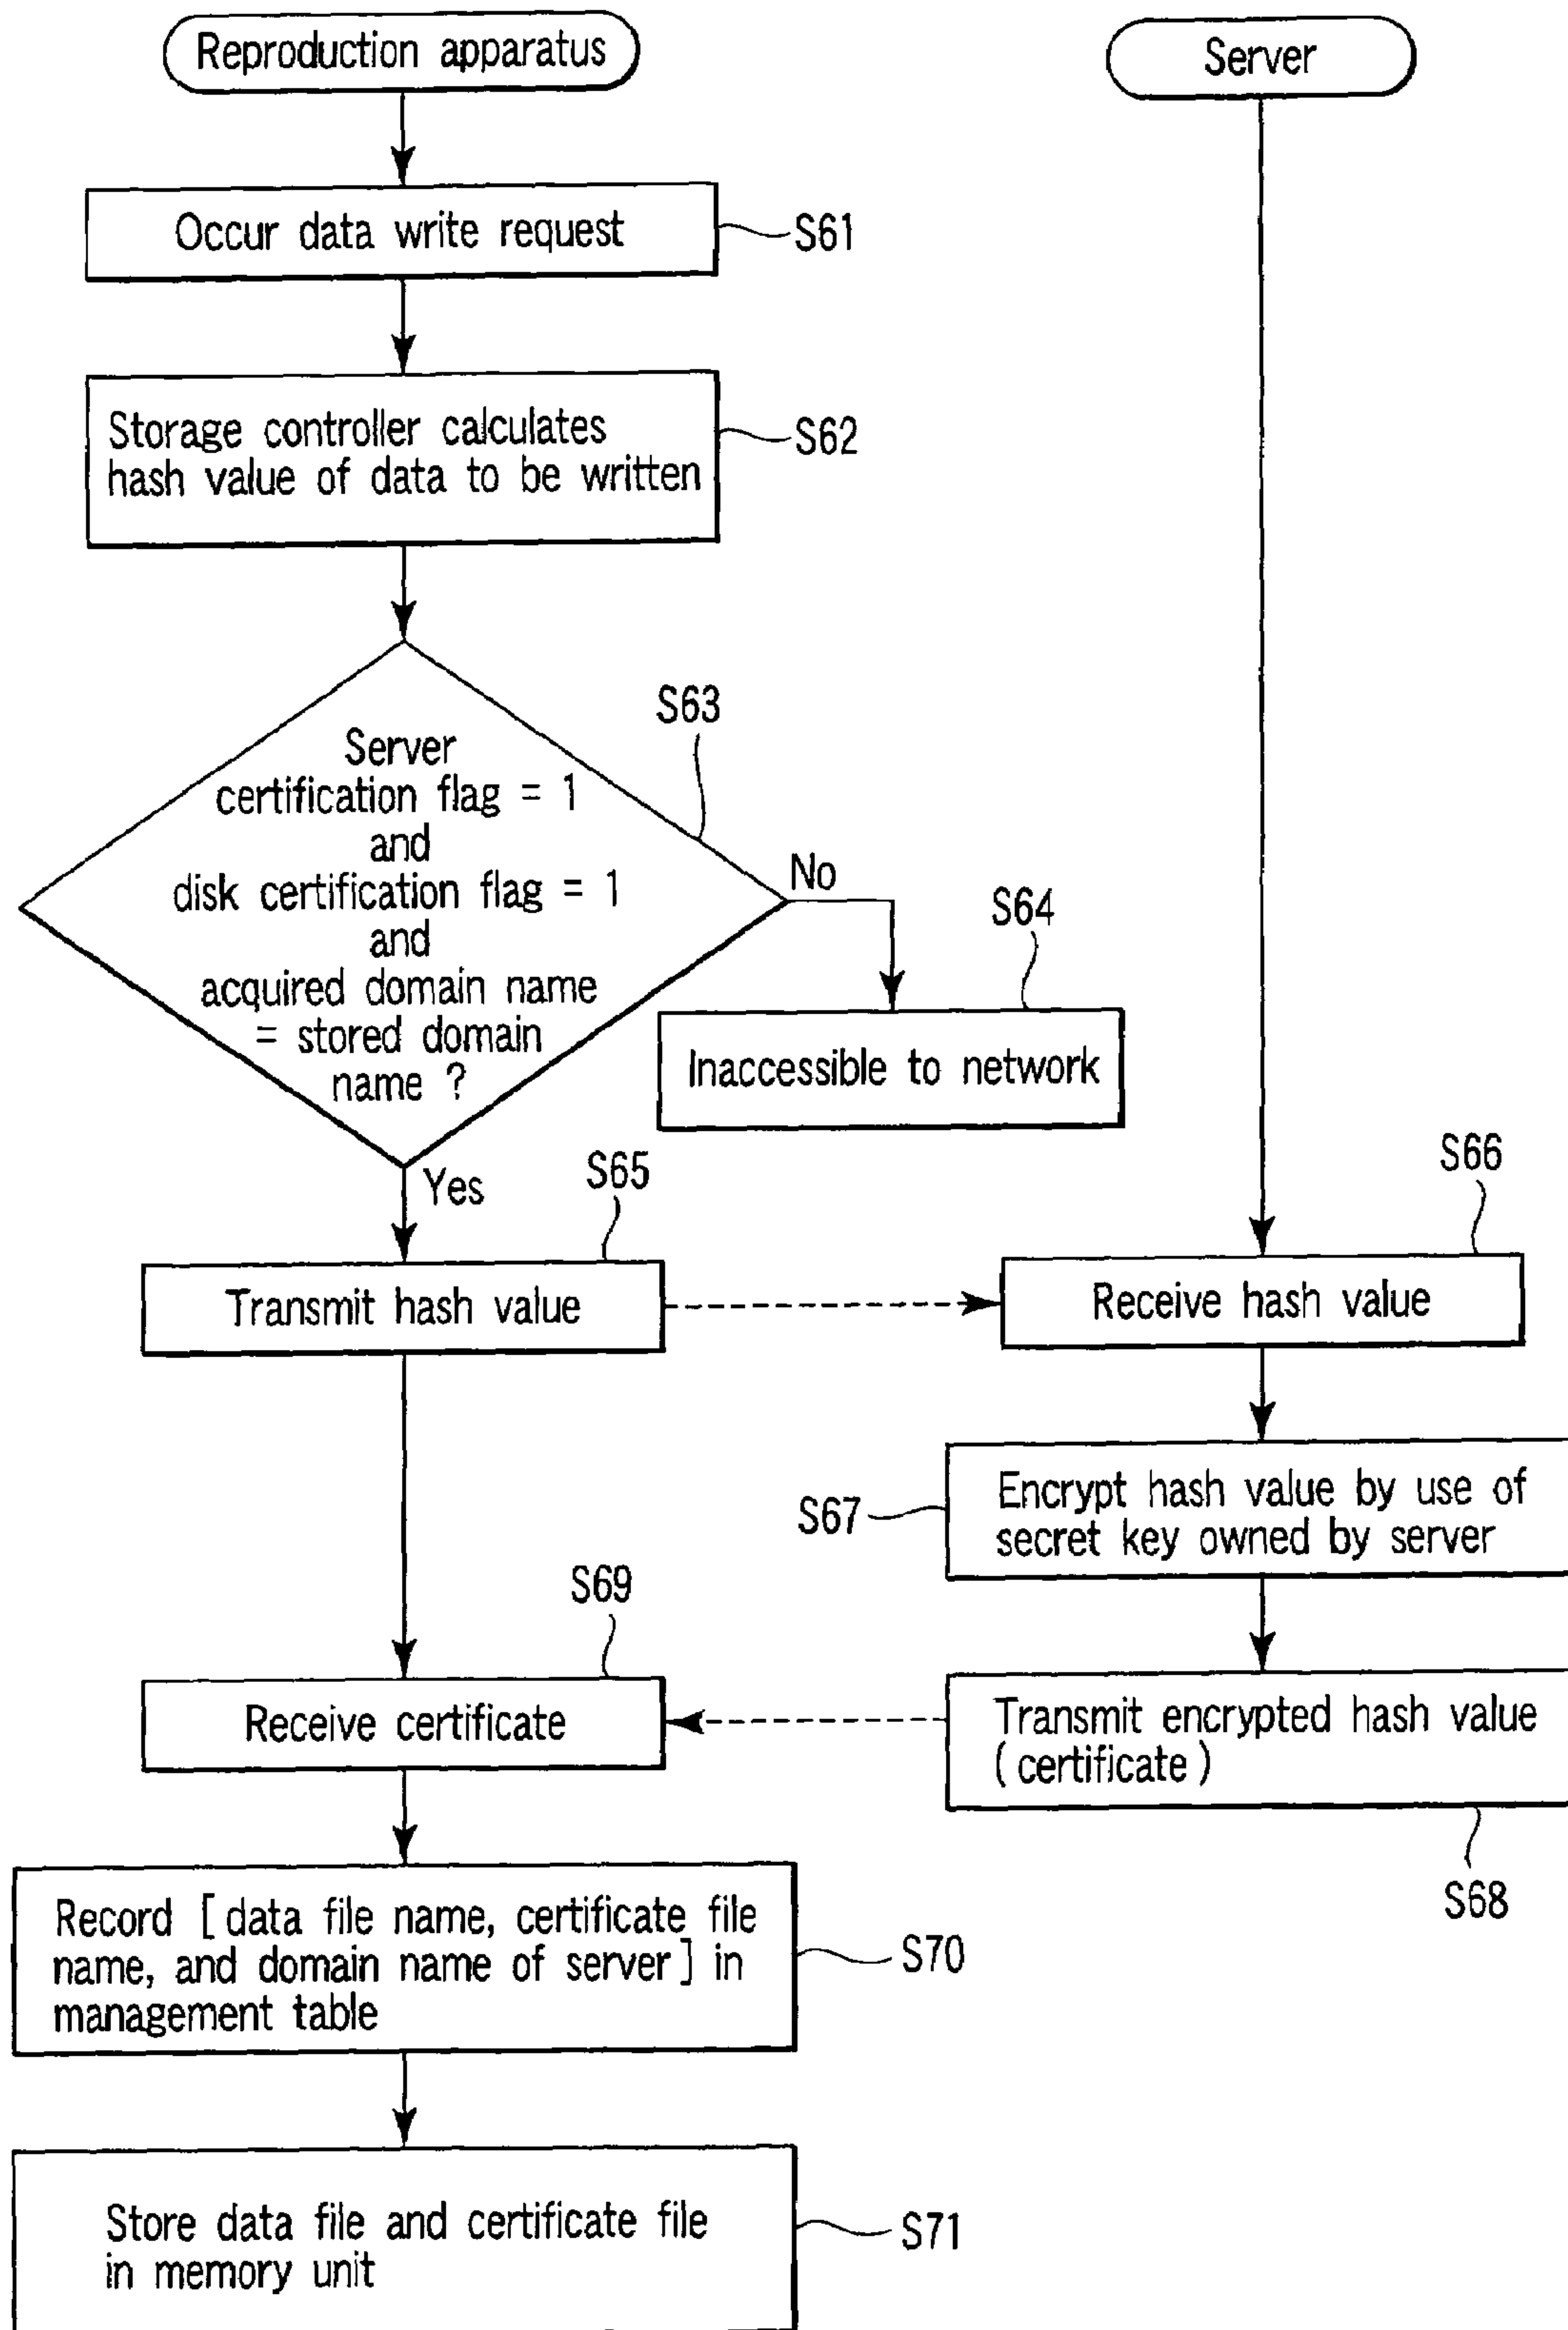 Reproduction apparatus
Server
Occur data write request
S61
Storage controller calculates
hash value of data to be written
S62
S63
Server
certification flag = 1
and
disk certification flag = 1
and
acquired domain name
= stored domain
name ?
No
S64
Inaccessible to network
Yes
S65
S66
Transmit hash value
Receive hash value
S67
Encrypt hash value by use of
secret key owned by server
S69
Receive certificate
Transmit encrypted hash value
( certificate )
S68
Record [ data file name, certificate file
name, and domain name of server ] in
management table
S70
Store data file and certificate file
in memory unit
S71